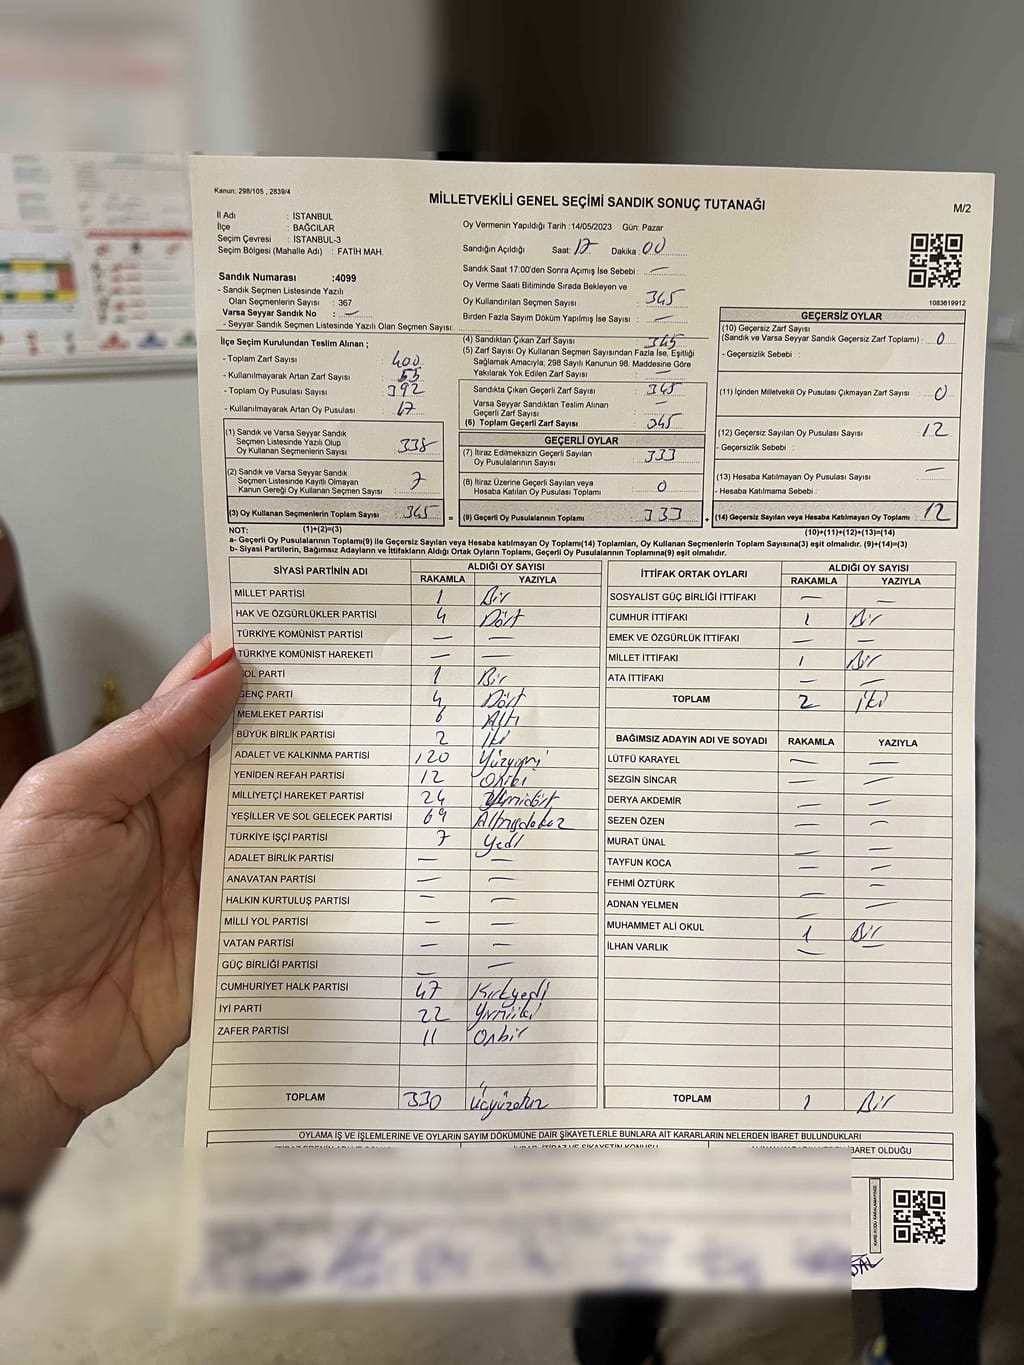 Kanun; 298/105 , 2839/4
MİLLETVEKİLİ GENEL SEÇİMİ SANDIK SONUÇ TUTANAĞI
M/2
İl Adı : İSTANBUL
İlçe : BAĞCILAR
Seçim Çevresi : İSTANBUL-3
Seçim Bölgesi (Mahalle Adı) : FATİH MAH.
Sandık Numarası :4099
- Sandık Seçmen Listesinde Yazılı
Olan Seçmenlerin Sayısı : 367
Varsa Seyyar Sandık No : —
- Seyyar Sandık Seçmen Listesinde Yazılı Olan Seçmen Sayısı:
Oy Vermenin Yapıldığı Tarih :14/05/2023 Gün: Pazar
Sandığın Açıldığı Saat: 17 Dakika : 00
Sandık Saat 17:00'den Sonra Açımış İse Sebebi : —
Oy Verme Saati Bitiminde Sırada Bekleyen ve
Oy Kullandırılan Seçmen Sayısı : 345
Birden Fazla Sayım Döküm Yapılmış İse Sayısı : —
1083619912
İlçe Seçim Kurulundan Teslim Alınan ;
- Toplam Zarf Sayısı : 400
- Kullanılmayarak Artan Zarf Sayısı : 55
- Toplam Oy Pusulası Sayısı : 392
- Kullanılmayarak Artan Oy Pusulası : 47
(1) Sandık ve Varsa Seyyar Sandık
Seçmen Listesinde Yazılı Olup
Oy Kullanan Seçmenlerin Sayısı : 338
(2) Sandık ve Varsa Seyyar Sandık
Seçmen Listesinde Kayıtlı Olmayan
Kanun Gereği Oy Kullanan Seçmen Sayısı : 7
(3) Oy Kullanan Seçmenlerin Toplam Sayısı : 345
(1)+(2)=(3)
(4) Sandıktan Çıkan Zarf Sayısı : 345
(5) Zarf Sayısı Oy Kullanan Seçmen Sayısından Fazla İse, Eşitliği
Sağlamak Amacıyla; 298 Sayılı Kanunun 98. Maddesine Göre
Yakılarak Yok Edilen Zarf Sayısı : —
Sandıkta Çıkan Geçerli Zarf Sayısı : 345
Varsa Seyyar Sandıktan Teslim Alınan
Geçerli Zarf Sayısı : —
(6) Toplam Geçerli Zarf Sayısı : 345
GEÇERLİ OYLAR
(7) İtiraz Edilmeksizin Geçerli Sayılan
Oy Pusulalarının Sayısı : 333
(8) İtiraz Üzerine Geçerli Sayılan veya
Hesaba Katılan Oy Pusulası Toplamı : 0
= (9) Geçerli Oy Pusulalarının Toplamı : 333 +
GEÇERSİZ OYLAR
(10) Geçersiz Zarf Sayısı
(Sandık ve Varsa Seyyar Sandık Geçersiz Zarf Toplamı) : 0
- Geçersizlik Sebebi :
(11) İçinden Milletvekili Oy Pusulası Çıkmayan Zarf Sayısı : 0
(12) Geçersiz Sayılan Oy Pusulası Sayısı : 12
- Geçersizlik Sebebi :
(13) Hesaba Katılmayan Oy Pusulası Sayısı : —
- Hesaba Katılmama Sebebi :
(14) Geçersiz Sayılan veya Hesaba Katılmayan Oy Toplamı : 12
(10)+(11)+(12)+(13)=(14)
NOT:
a- Geçerli Oy Pusulalarının Toplamı(9) ile Geçersiz Sayılan veya Hesaba katılmayan Oy Toplamı(14) Toplamları, Oy Kullanan Seçmenlerin Toplam Sayısına(3) eşit olmalıdır. (9)+(14)=(3)
b- Siyasi Partilerin, Bağımsız Adayların ve İttifakların Aldığı Ortak Oyların Toplamı, Geçerli Oy Pusulalarının Toplamına(9) eşit olmalıdır.
SİYASİ PARTİNİN ADI ALDIĞI OY SAYISI
RAKAMLA YAZIYLA
MİLLET PARTİSİ 1 Bir
HAK VE ÖZGÜRLÜKLER PARTİSİ 4 Dört
TÜRKİYE KOMÜNİST PARTİSİ — —
TÜRKİYE KOMÜNİST HAREKETİ — —
SOL PARTİ 1 Bir
GENÇ PARTİ 4 Dört
MEMLEKET PARTİSİ 6 Altı
BÜYÜK BİRLİK PARTİSİ 2 İki
ADALET VE KALKINMA PARTİSİ 120 Yüzyirmi
YENİDEN REFAH PARTİSİ 12 Oniki
MİLLİYETÇİ HAREKET PARTİSİ 24 Yirmidört
YEŞİLLER VE SOL GELECEK PARTİSİ 69 Altmışdokuz
TÜRKİYE İŞÇİ PARTİSİ 7 Yedi
ADALET BİRLİK PARTİSİ — —
ANAVATAN PARTİSİ — —
HALKIN KURTULUŞ PARTİSİ — —
MİLLİ YOL PARTİSİ — —
VATAN PARTİSİ — —
GÜÇ BİRLİĞİ PARTİSİ — —
CUMHURİYET HALK PARTİSİ 47 Kırkyedi
İYİ PARTİ 22 Yirmiiki
ZAFER PARTİSİ 11 Onbir
TOPLAM 330 Üçyüzotuz
İTTİFAK ORTAK OYLARI ALDIĞI OY SAYISI
RAKAMLA YAZIYLA
SOSYALİST GÜÇ BİRLİĞİ İTTİFAKI — —
CUMHUR İTTİFAKI 1 Bir
EMEK VE ÖZGÜRLÜK İTTİFAKI — —
MİLLET İTTİFAKI 1 Bir
ATA İTTİFAKI — —
TOPLAM 2 İki
BAĞIMSIZ ADAYIN ADI VE SOYADI RAKAMLA YAZIYLA
LÜTFÜ KARAYEL — —
SEZGİN SİNCAR — —
DERYA AKDEMİR — —
SEZEN ÖZEN — —
MURAT ÜNAL — —
TAYFUN KOCA — —
FEHMİ ÖZTÜRK — —
ADNAN YELMEN — —
MUHAMMET ALİ OKUL 1 Bir
İLHAN VARLIK — —
TOPLAM 1 Bir
OYLAMA İŞ VE İŞLEMLERİNE VE OYLARIN SAYIM DÖKÜMÜNE DAİR ŞİKAYETLERLE BUNLARA AİT KARARLARIN NELERDEN İBARET BULUNDUKLARI
İBARET OLDUĞU